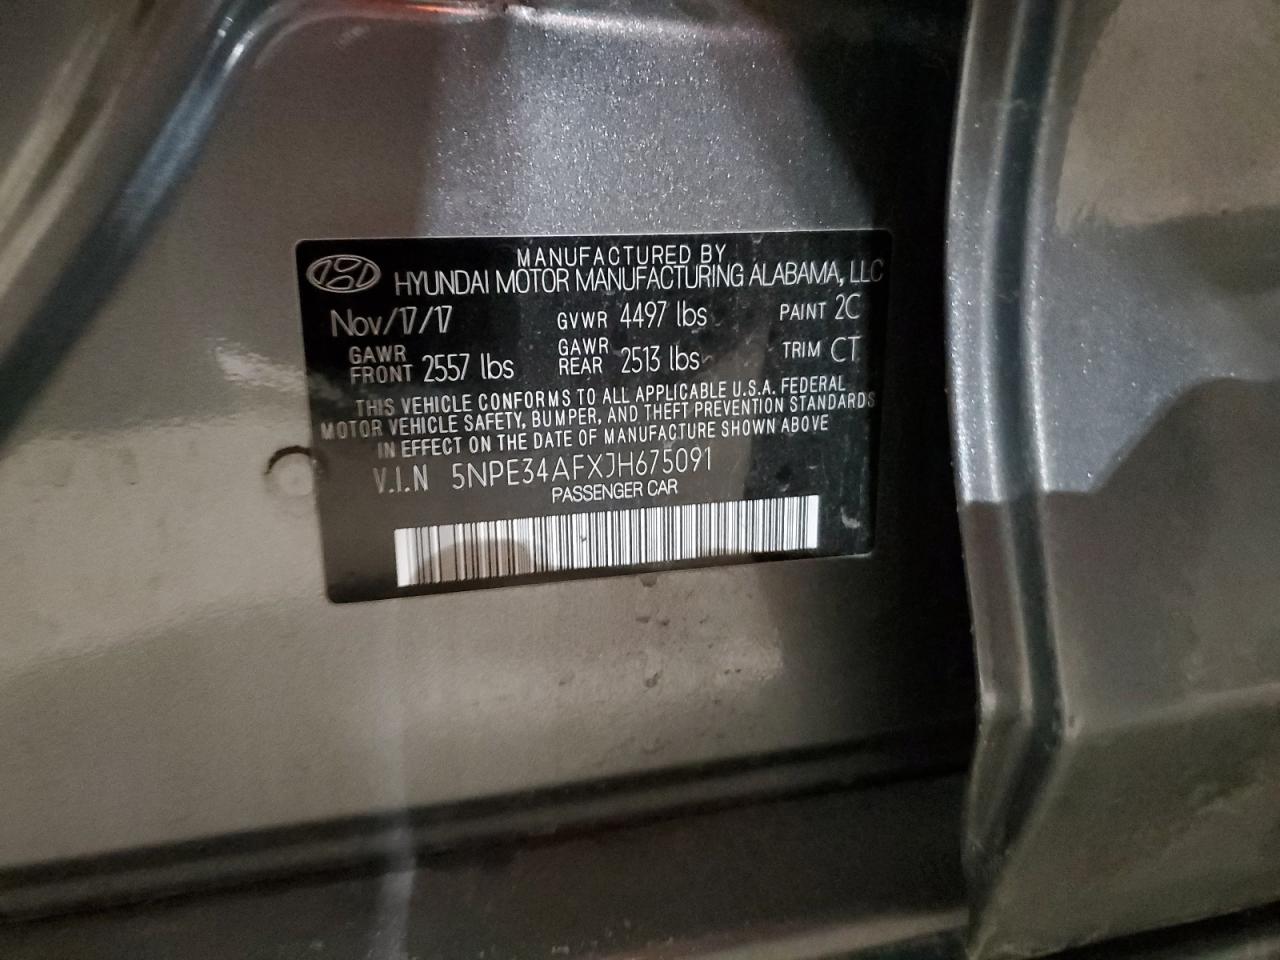 MANUFACTURED BY
HYUNDAI MOTOR MANUFACTURING ALABAMA, LLC
Nov/17/17 GVWR 4497 lbs PAINT 2C
GAWR FRONT 2557 lbs GAWR REAR 2513 lbs TRIM CT
THIS VEHICLE CONFORMS TO ALL APPLICABLE U.S.A. FEDERAL
MOTOR VEHICLE SAFETY, BUMPER, AND THEFT PREVENTION STANDARDS
IN EFFECT ON THE DATE OF MANUFACTURE SHOWN ABOVE
V.I.N 5NPE34AFXJH675091
PASSENGER CAR